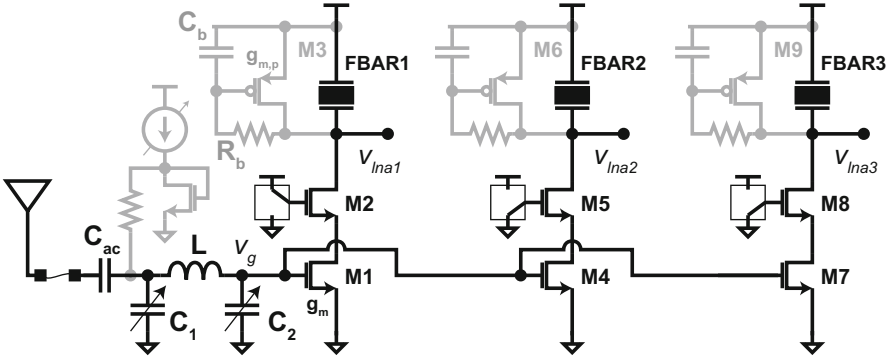 C_b
M3
M6
M9
g_m,p
FBAR1
FBAR2
FBAR3
R_b
V_lna1
V_lna2
V_lna3
M2
M5
M8
C_ac
L
V_g
M1
M4
M7
g_m
C_1
C_2